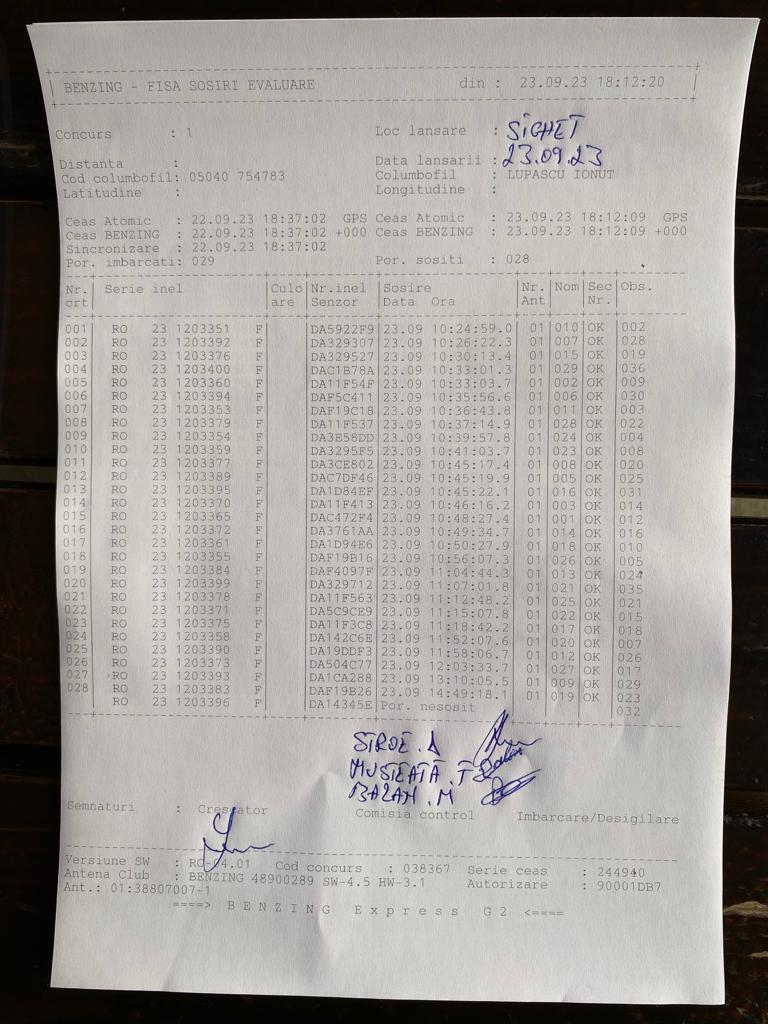 BENZING - FISA SOSIRI EVALUARE din : 23.09.23 18:12:20
Concurs : 1 Loc lansare : SIGHET
Distanta : Data lansarii : 23.09.23
Cod columbofil: 05040 754783 Columbofil : LUPASCU IONUT
Latitudine : Longitudine :
Ceas Atomic : 22.09.23 18:37:02 GPS Ceas Atomic : 23.09.23 18:12:09 GPS
Ceas BENZING : 22.09.23 18:37:02 +000 Ceas BENZING : 23.09.23 18:12:09 +000
Sincronizare : 22.09.23 18:37:02
Por. imbarcati: 029 Por. sositi : 028
Nr. Serie inel Culo Nr.inel Sosire Nr. Nom Sec Obs.
crt are Senzor Data Ora Ant Nr.
001 RO 23 1203351 F DA5922F9 23.09 10:24:59.0 01 010 OK 002
002 RO 23 1203392 F DA329307 23.09 10:26:22.3 01 007 OK 028
003 RO 23 1203376 F DA329527 23.09 10:30:13.4 01 015 OK 019
004 RO 23 1203400 F DAC1B78A 23.09 10:33:01.3 01 029 OK 036
005 RO 23 1203360 F DA11F54F 23.09 10:33:03.7 01 002 OK 009
006 RO 23 1203394 F DAF5C411 23.09 10:35:56.6 01 006 OK 030
007 RO 23 1203353 F DAF19C18 23.09 10:36:43.8 01 011 OK 003
008 RO 23 1203379 F DA11F537 23.09 10:37:14.9 01 028 OK 022
009 RO 23 1203354 F DA3E58DD 23.09 10:39:57.8 01 024 OK 004
010 RO 23 1203359 F DA3295F5 23.09 10:41:03.7 01 023 OK 008
011 RO 23 1203377 F DA3CE802 23.09 10:45:17.4 01 008 OK 020
012 RO 23 1203389 F DAC7DF46 23.09 10:45:19.9 01 005 OK 025
013 RO 23 1203395 F DA1D84EF 23.09 10:45:22.1 01 016 OK 031
014 RO 23 1203370 F DA11F413 23.09 10:46:16.2 01 003 OK 014
015 RO 23 1203365 F DAC472F4 23.09 10:48:27.4 01 001 OK 012
016 RO 23 1203372 F DA3761AA 23.09 10:49:34.7 01 014 OK 016
017 RO 23 1203361 F DA1D94E6 23.09 10:50:27.9 01 018 OK 010
018 RO 23 1203355 F DAF19B16 23.09 10:56:07.3 01 026 OK 005
019 RO 23 1203384 F DAF4097F 23.09 11:04:44.3 01 013 OK 024
020 RO 23 1203399 F DA329712 23.09 11:07:01.8 01 021 OK 035
021 RO 23 1203378 F DA11F563 23.09 11:12:48.2 01 025 OK 021
022 RO 23 1203371 F DA5C9CE9 23.09 11:15:07.8 01 022 OK 015
023 RO 23 1203375 F DA11F3C8 23.09 11:18:42.2 01 017 OK 018
024 RO 23 1203358 F DA142C6E 23.09 11:52:07.6 01 020 OK 007
025 RO 23 1203390 F DA19DDF3 23.09 11:58:06.7 01 012 OK 026
026 RO 23 1203373 F DA504C77 23.09 12:03:33.7 01 027 OK 017
027 RO 23 1203393 F DA1CA288 23.09 13:10:05.5 01 009 OK 029
028 RO 23 1203383 F DAF19B26 23.09 14:49:18.1 01 019 OK 023
RO 23 1203396 F DA14345E Por. nesosit 032
STROE . A
MUSTEATĂ . T
BALAN . M
Semnaturi : Crescator Comisia control Imbarcare/Desigilare
Versiune SW : RO-04.01 Cod concurs : 038367 Serie ceas : 244940
Antena Club : BENZING 48900289 SW-4.5 HW-3.1 Autorizare : 90001DB7
Ant.: 01:38807007-1
====> B E N Z I N G E x p r e s s G 2 <====